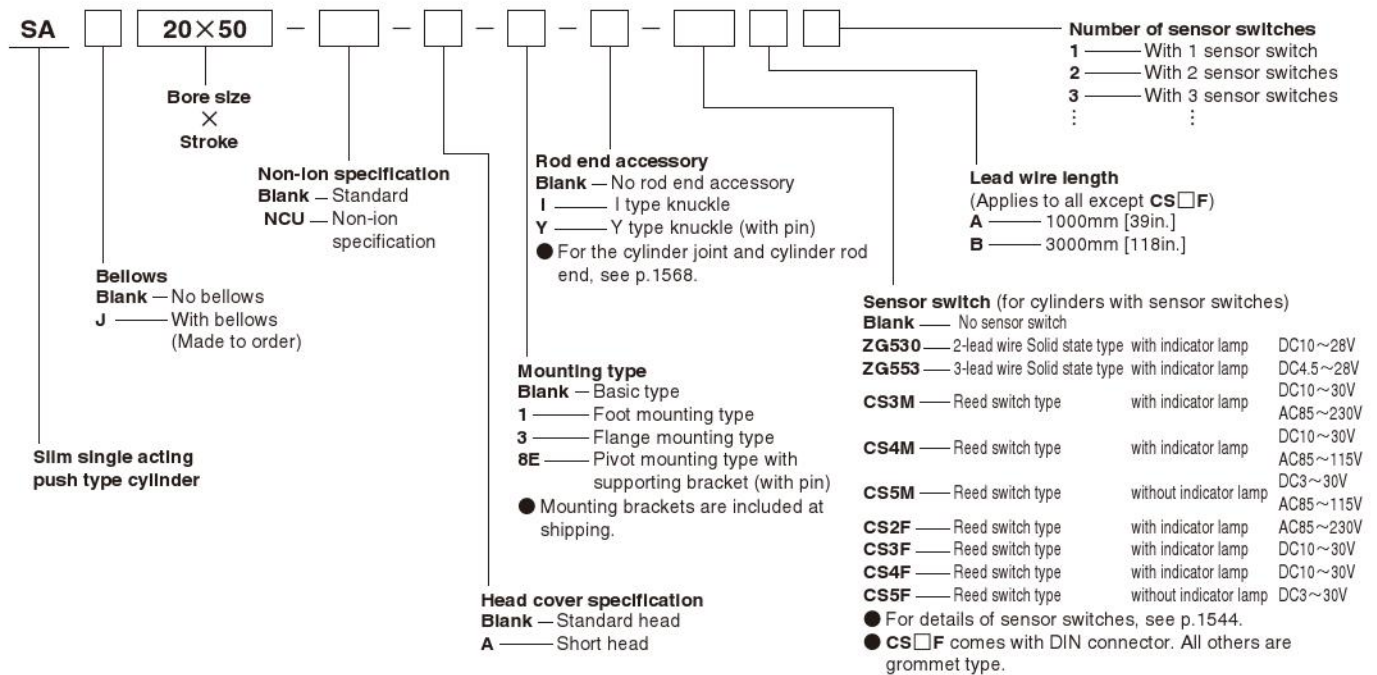 SA □ 20×50 — □ — □ — □ — □ — □ □ □
Number of sensor switches
1 —— With 1 sensor switch
2 —— With 2 sensor switches
3 —— With 3 sensor switches
⋮ ⋮
Bore size
×
Stroke
Non-ion specification
Blank — Standard
NCU — Non-ion
specification
Rod end accessory
Blank — No rod end accessory
I —— I type knuckle
Y —— Y type knuckle (with pin)
● For the cylinder joint and cylinder rod
end, see p.1568.
Lead wire length
(Applies to all except CS□F)
A —— 1000mm [39in.]
B —— 3000mm [118in.]
Bellows
Blank — No bellows
J —— With bellows
(Made to order)
Sensor switch (for cylinders with sensor switches)
Blank —— No sensor switch
ZG530 —— 2-lead wire Solid state type with indicator lamp DC10~28V
ZG553 —— 3-lead wire Solid state type with indicator lamp DC4.5~28V
CS3M —— Reed switch type with indicator lamp DC10~30V
AC85~230V
CS4M —— Reed switch type with indicator lamp DC10~30V
AC85~115V
CS5M —— Reed switch type without indicator lamp DC3~30V
AC85~115V
CS2F —— Reed switch type with indicator lamp AC85~230V
CS3F —— Reed switch type with indicator lamp DC10~30V
CS4F —— Reed switch type with indicator lamp DC10~30V
CS5F —— Reed switch type without indicator lamp DC3~30V
● For details of sensor switches, see p.1544.
● CS□F comes with DIN connector. All others are
grommet type.
Mounting type
Blank — Basic type
1 —— Foot mounting type
3 —— Flange mounting type
8E —— Pivot mounting type with
supporting bracket (with pin)
● Mounting brackets are included at
shipping.
Slim single acting
push type cylinder
Head cover specification
Blank — Standard head
A —— Short head